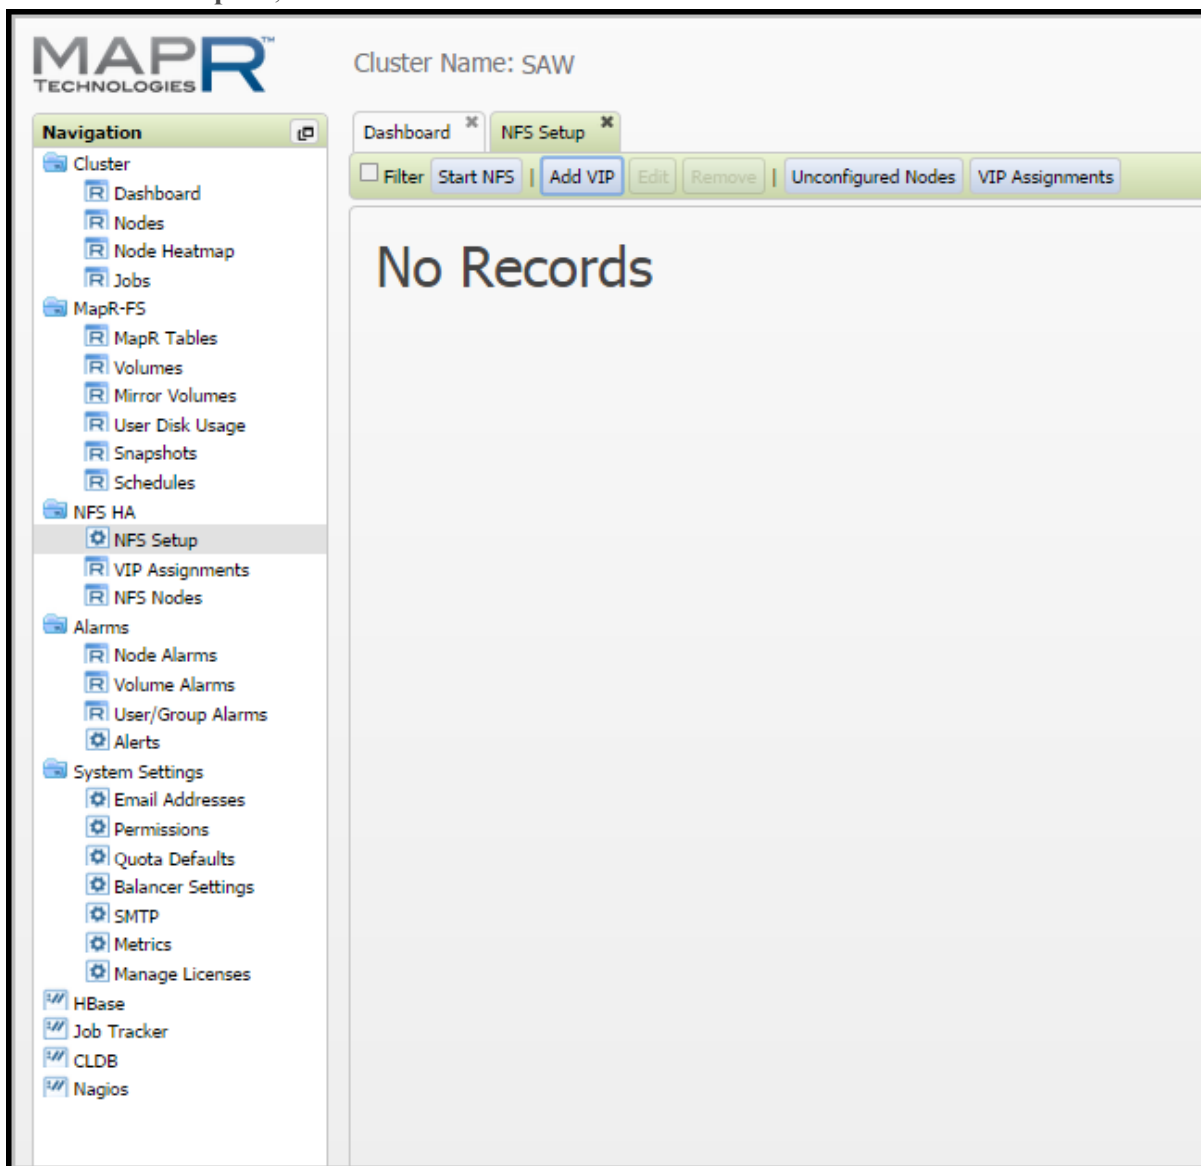 MAPR™
TECHNOLOGIES
Cluster Name: SAW
Navigation
Cluster
Dashboard
Nodes
Node Heatmap
Jobs
MapR-FS
MapR Tables
Volumes
Mirror Volumes
User Disk Usage
Snapshots
Schedules
NFS HA
NFS Setup
VIP Assignments
NFS Nodes
Alarms
Node Alarms
Volume Alarms
User/Group Alarms
Alerts
System Settings
Email Addresses
Permissions
Quota Defaults
Balancer Settings
SMTP
Metrics
Manage Licenses
HBase
Job Tracker
CLDB
Nagios
Dashboard NFS Setup
Filter Start NFS | Add VIP Edit Remove | Unconfigured Nodes VIP Assignments
No Records